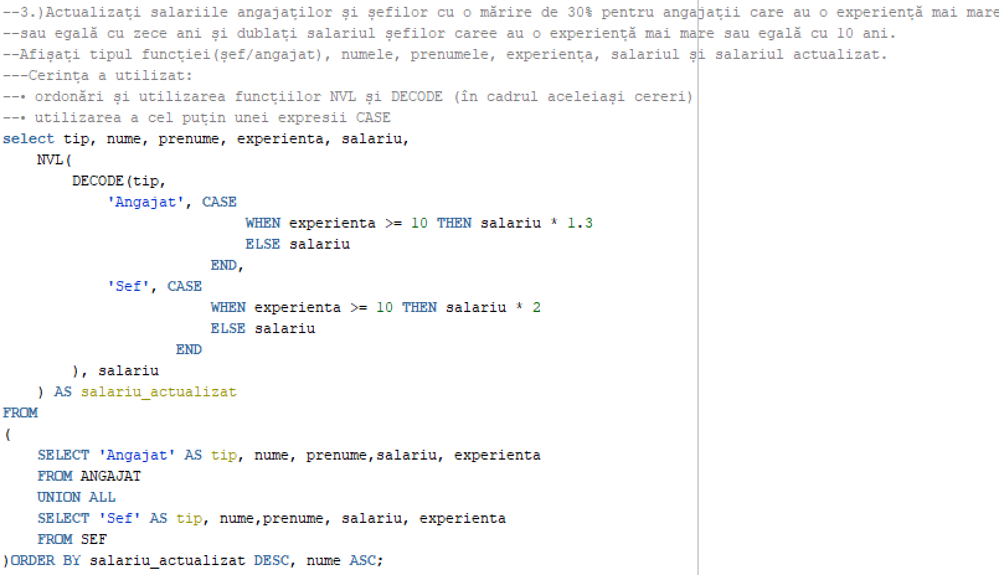 --3.)Actualizați salariile angajaților și șefilor cu o mărire de 30% pentru angajații care au o experiență mai mare
--sau egală cu zece ani și dublați salariul șefilor caree au o experiență mai mare sau egală cu 10 ani.
--Afișați tipul funcției(șef/angajat), numele, prenumele, experiența, salariul și salariul actualizat.
---Cerința a utilizat:
--• ordonări și utilizarea funcțiilor NVL și DECODE (în cadrul aceleiași cereri)
--• utilizarea a cel puțin unei expresii CASE
select tip, nume, prenume, experienta, salariu,
    NVL(
        DECODE(tip,
            'Angajat', CASE
                            WHEN experienta >= 10 THEN salariu * 1.3
                            ELSE salariu
                        END,
            'Sef', CASE
                        WHEN experienta >= 10 THEN salariu * 2
                        ELSE salariu
                    END
        ), salariu
    ) AS salariu_actualizat
FROM
(
    SELECT 'Angajat' AS tip, nume, prenume,salariu, experienta
    FROM ANGAJAT
    UNION ALL
    SELECT 'Sef' AS tip, nume,prenume, salariu, experienta
    FROM SEF
)ORDER BY salariu_actualizat DESC, nume ASC;